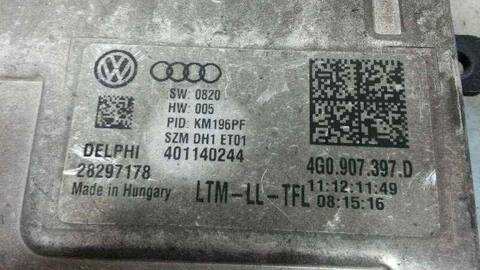 SW: 0820
HW: 005
PID: KM196PF
SZM DH1 ET01
DELPHI 401140244
28297178
Made in Hungary
4G0.907.397.D
LTM-LL-TFL 11:12:11:49
08:15:16